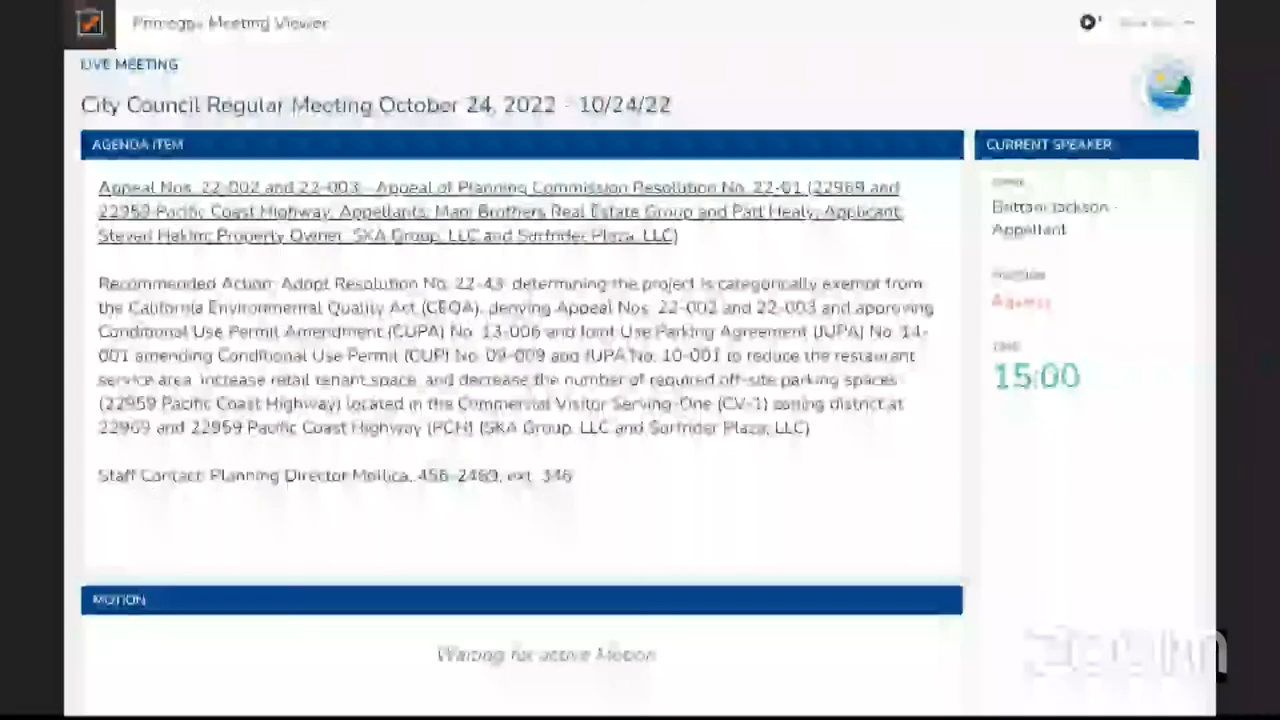 Primegov Meeting Viewer
LIVE MEETING
City Council Regular Meeting October 24, 2022 - 10/24/22
AGENDA ITEM
CURRENT SPEAKER
Appeal Nos. 22-002 and 22-003 - Appeal of Planning Commission Resolution No. 22-01 (22969 and
22959 Pacific Coast Highway, Appellants, Mani Brothers Real Estate Group and Patt Healy; Applicant,
Steven Hakim; Property Owner, SKA Group, LLC and Surfrider Plaza, LLC)
Brittani Jackson -
Appellant
Recommended Action: Adopt Resolution No. 22-43 determining the project is categorically exempt from
the California Environmental Quality Act (CEQA), denying Appeal Nos. 22-002 and 22-003 and approving
Conditional Use Permit Amendment (CUPA) No. 13-006 and Joint Use Parking Agreement (JUPA) No. 14-
001 amending Conditional Use Permit (CUP) No. 09-009 and JUPA No. 10-001 to reduce the restaurant
service area, increase retail tenant space, and decrease the number of required off-site parking spaces
(22959 Pacific Coast Highway) located in the Commercial Visitor Serving-One (CV-1) zoning district at
22969 and 22959 Pacific Coast Highway (PCH) (SKA Group, LLC and Surfrider Plaza, LLC)
Against
15:00
Staff Contact: Planning Director Mollica, 456-2489, ext. 346
MOTION
Waiting for active Motion
zoom